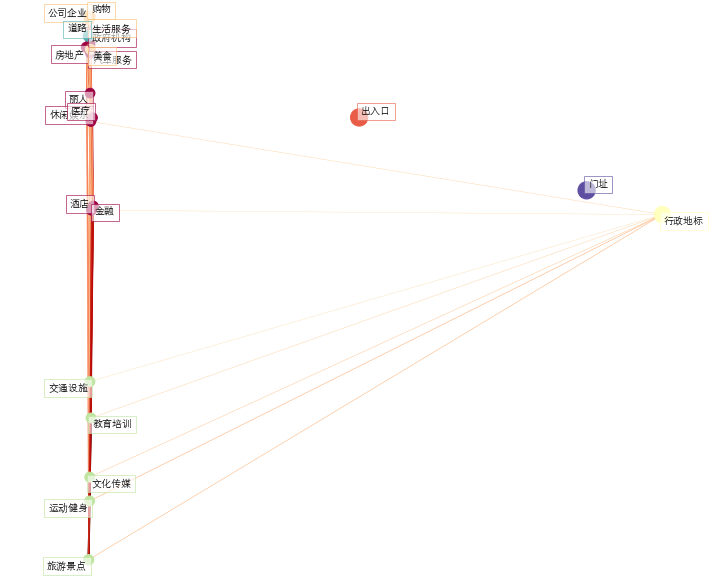 购物
公司企业
道路
生活服务
政府机构
房地产
美食
服务
丽人
医疗
休闲
出入口
门址
酒店
金融
行政地标
交通设施
教育培训
文化传媒
运动健身
旅游景点